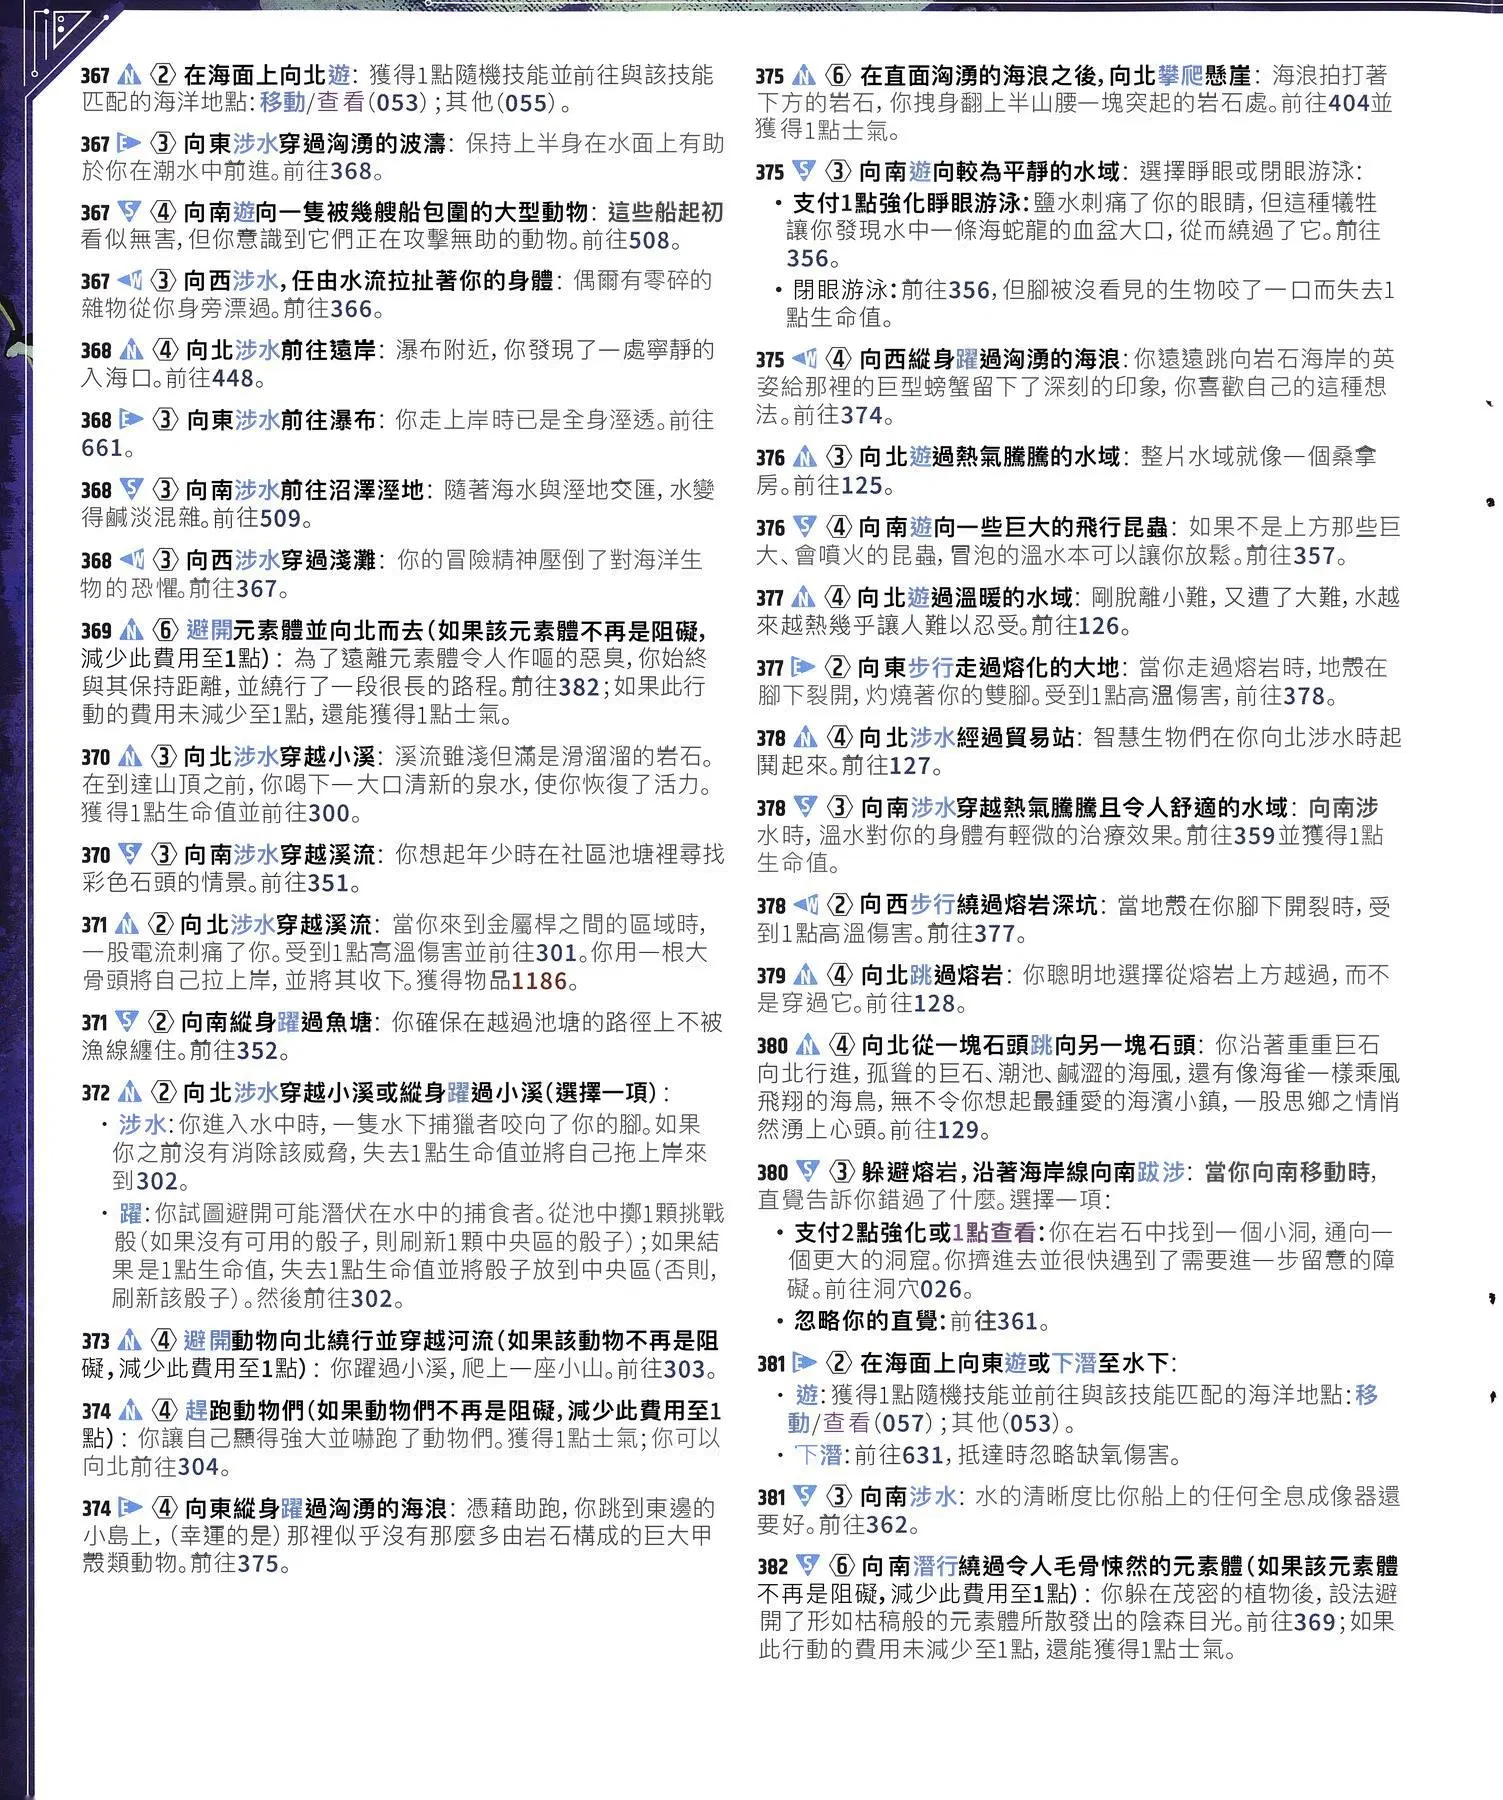 367 N 2 在海面上向北遊：獲得1點隨機技能並前往與該技能
匹配的海洋地點：移動/查看(053)；其他(055)。
367 E 3 向東涉水穿過洶湧的波濤：保持上半身在水面上有助
於你在潮水中前進。前往368。
367 S 4 向南遊向一隻被幾艘船包圍的大型動物：這些船起初
看似無害，但你意識到它們正在攻擊無助的動物。前往508。
367 W 3 向西涉水，任由水流拉扯著你的身體：偶爾有零碎的
雜物從你身旁漂過。前往366。
368 N 4 向北涉水前往遠岸：瀑布附近，你發現了一處寧靜的
入海口。前往448。
368 E 3 向東涉水前往瀑布：你走上岸時已是全身溼透。前往
661。
368 S 3 向南涉水前往沼澤溼地：隨著海水與溼地交匯，水變
得鹹淡混雜。前往509。
368 W 3 向西涉水穿過淺灘：你的冒險精神壓倒了對海洋生
物的恐懼。前往367。
369 N 6 避開元素體並向北而去(如果該元素體不再是阻礙，
減少此費用至1點)：為了遠離元素體令人作嘔的惡臭，你始終
與其保持距離，並繞行了一段很長的路程。前往382；如果此行
動的費用未減少至1點，還能獲得1點士氣。
370 N 3 向北涉水穿越小溪：溪流雖淺但滿是滑溜溜的岩石。
在到達山頂之前，你喝下一大口清新的泉水，使你恢復了活力。
獲得1點生命值並前往300。
370 S 3 向南涉水穿越溪流：你想起年少時在社區池塘裡尋找
彩色石頭的情景。前往351。
371 N 2 向北涉水穿越溪流：當你來到金屬桿之間的區域時，
一股電流刺痛了你。受到1點高溫傷害並前往301。你用一根大
骨頭將自己拉上岸，並將其收下。獲得物品1186。
371 S 2 向南縱身躍過魚塘：你確保在越過池塘的路徑上不被
漁線纏住。前往352。
372 N 2 向北涉水穿越小溪或縱身躍過小溪(選擇一項)：
・涉水：你進入水中時，一隻水下捕獵者咬向了你的腳。如果
你之前沒有消除該威脅，失去1點生命值並將自己拖上岸來
到302。
・躍：你試圖避開可能潛伏在水中的捕食者。從池中擲1顆挑戰
骰(如果沒有可用的骰子，則刷新1顆中央區的骰子)；如果結
果是1點生命值，失去1點生命值並將骰子放到中央區(否則，
刷新該骰子)。然後前往302。
373 N 4 避開動物向北繞行並穿越河流(如果該動物不再是阻
礙，減少此費用至1點)：你躍過小溪，爬上一座小山。前往303。
374 N 4 趕跑動物們(如果動物們不再是阻礙，減少此費用至1
點)：你讓自己顯得強大並嚇跑了動物們。獲得1點士氣；你可以
向北前往304。
374 E 4 向東縱身躍過洶湧的海浪：憑藉助跑，你跳到東邊的
小島上，(幸運的是)那裡似乎沒有那麼多由岩石構成的巨大甲
殼類動物。前往375。
375 N 6 在直面洶湧的海浪之後，向北攀爬懸崖：海浪拍打著
下方的岩石，你拽身翻上半山腰一塊突起的岩石處。前往404並
獲得1點士氣。
375 S 3 向南遊向較為平靜的水域：選擇睜眼或閉眼游泳：
・支付1點強化睜眼游泳：鹽水刺痛了你的眼睛，但這種犧牲
讓你發現水中一條海蛇龍的血盆大口，從而繞過了它。前往
356。
・閉眼游泳：前往356，但腳被沒看見的生物咬了一口而失去1
點生命值。
375 W 4 向西縱身躍過洶湧的海浪：你遠遠跳向岩石海岸的英
姿給那裡的巨型螃蟹留下了深刻的印象，你喜歡自己的這種想
法。前往374。
376 N 3 向北遊過熱氣騰騰的水域：整片水域就像一個桑拿
房。前往125。
376 S 4 向南遊向一些巨大的飛行昆蟲：如果不是上方那些巨
大、會噴火的昆蟲，冒泡的溫水本可以讓你放鬆。前往357。
377 N 4 向北遊過溫暖的水域：剛脫離小難，又遭了大難，水越
來越熱幾乎讓人難以忍受。前往126。
377 E 2 向東步行走過熔化的大地：當你走過熔岩時，地殼在
腳下裂開，灼燒著你的雙腳。受到1點高溫傷害，前往378。
378 N 4 向北涉水經過貿易站：智慧生物們在你向北涉水時起
鬨起來。前往127。
378 S 3 向南涉水穿越熱氣騰騰且令人舒適的水域：向南涉
水時，溫水對你的身體有輕微的治療效果。前往359並獲得1點
生命值。
378 W 2 向西步行繞過熔岩深坑：當地殼在你腳下開裂時，受
到1點高溫傷害。前往377。
379 N 4 向北跳過熔岩：你聰明地選擇從熔岩上方越過，而不
是穿過它。前往128。
380 N 4 向北從一塊石頭跳向另一塊石頭：你沿著重重巨石
向北行進，孤聳的巨石、潮池、鹹澀的海風，還有像海雀一樣乘風
飛翔的海鳥，無不令你想起最鍾愛的海濱小鎮，一股思鄉之情悄
然湧上心頭。前往129。
380 S 3 躲避熔岩，沿著海岸線向南跋涉：當你向南移動時，
直覺告訴你錯過了什麼。選擇一項：
・支付2點強化或1點查看：你在岩石中找到一個小洞，通向一
個更大的洞窟。你擠進去並很快遇到了需要進一步留意的障
礙。前往洞穴026。
・忽略你的直覺：前往361。
381 E 2 在海面上向東遊或下潛至水下：
・遊：獲得1點隨機技能並前往與該技能匹配的海洋地點：移
動/查看(057)；其他(053)。
・下潛：前往631，抵達時忽略缺氧傷害。
381 S 3 向南涉水：水的清晰度比你船上的任何全息成像器還
要好。前往362。
382 S 6 向南潛行繞過令人毛骨悚然的元素體(如果該元素體
不再是阻礙，減少此費用至1點)：你躲在茂密的植物後，設法避
開了形如枯稿般的元素體所散發出的陰森目光。前往369；如果
此行動的費用未減少至1點，還能獲得1點士氣。